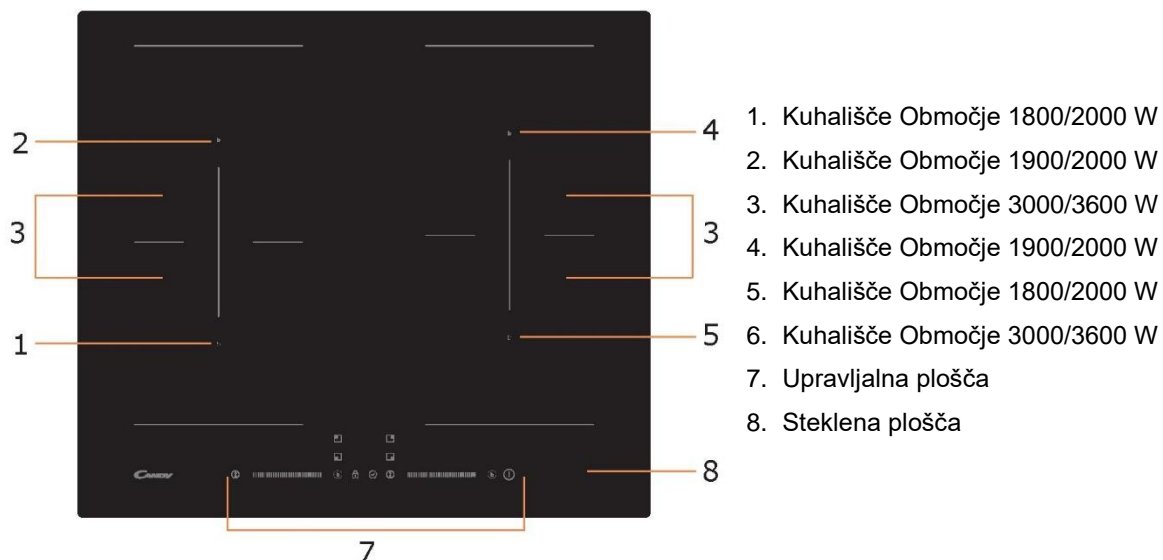 2
3
1
4
3
5
8
7
CANDY
1. Kuhališče Območje 1800/2000 W
2. Kuhališče Območje 1900/2000 W
3. Kuhališče Območje 3000/3600 W
4. Kuhališče Območje 1900/2000 W
5. Kuhališče Območje 1800/2000 W
6. Kuhališče Območje 3000/3600 W
7. Upravljalna plošča
8. Steklena plošča